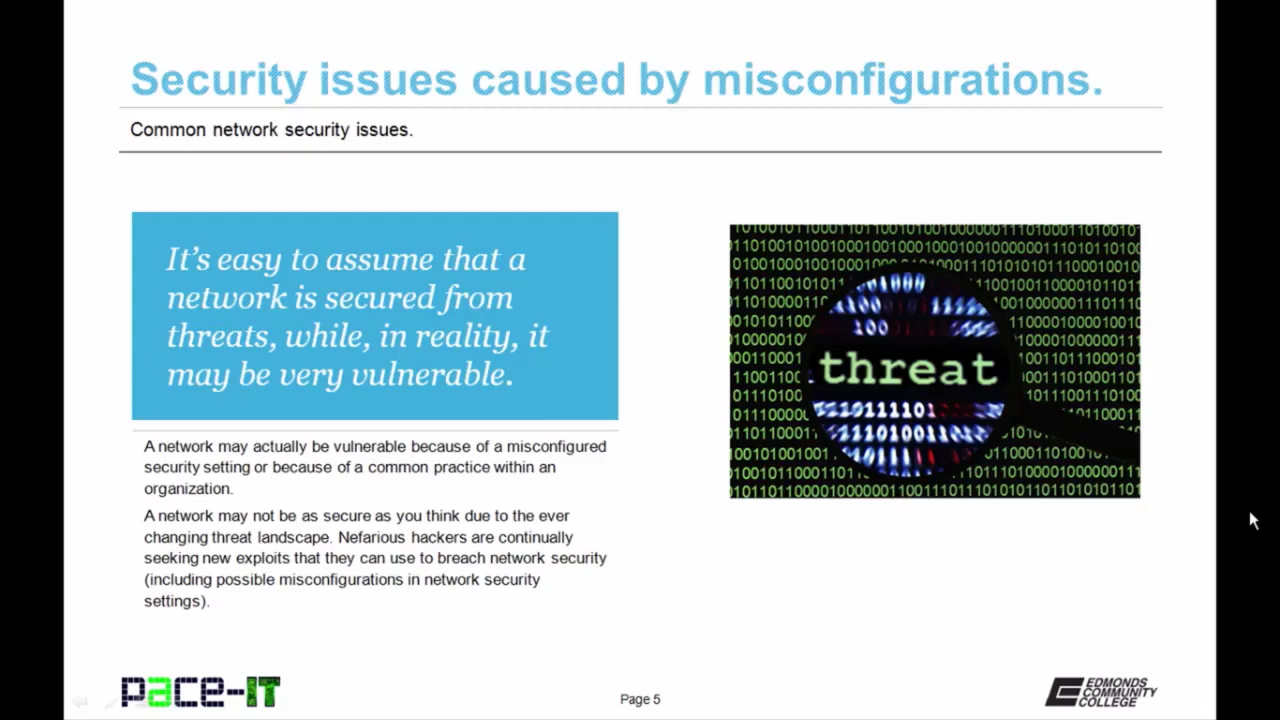 Security issues caused by misconfigurations.
Common network security issues.
It's easy to assume that a
network is secured from
threats, while, in reality, it
may be very vulnerable.
A network may actually be vulnerable because of a misconfigured
security setting or because of a common practice within an
organization.
A network may not be as secure as you think due to the ever
changing threat landscape. Nefarious hackers are continually
seeking new exploits that they can use to breach network security
(including possible misconfigurations in network security
settings).
threat
pace-IT
Page 5
EDMONDS
COMMUNITY
COLLEGE